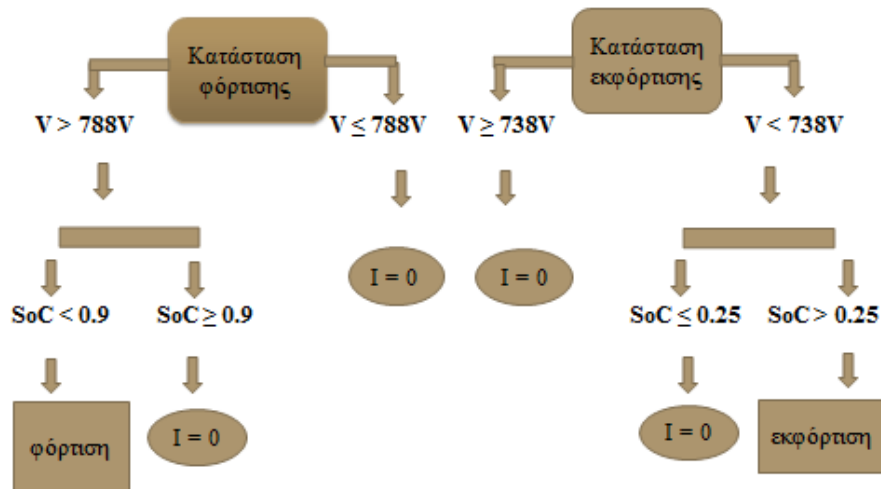 Κατάσταση
φόρτισης
Κατάσταση
εκφόρτισης
V > 788V
V ≤ 788V
V ≥ 738V
V < 738V
I = 0
I = 0
SoC < 0.9
SoC ≥ 0.9
SoC ≤ 0.25
SoC > 0.25
φόρτιση
I = 0
I = 0
εκφόρτιση